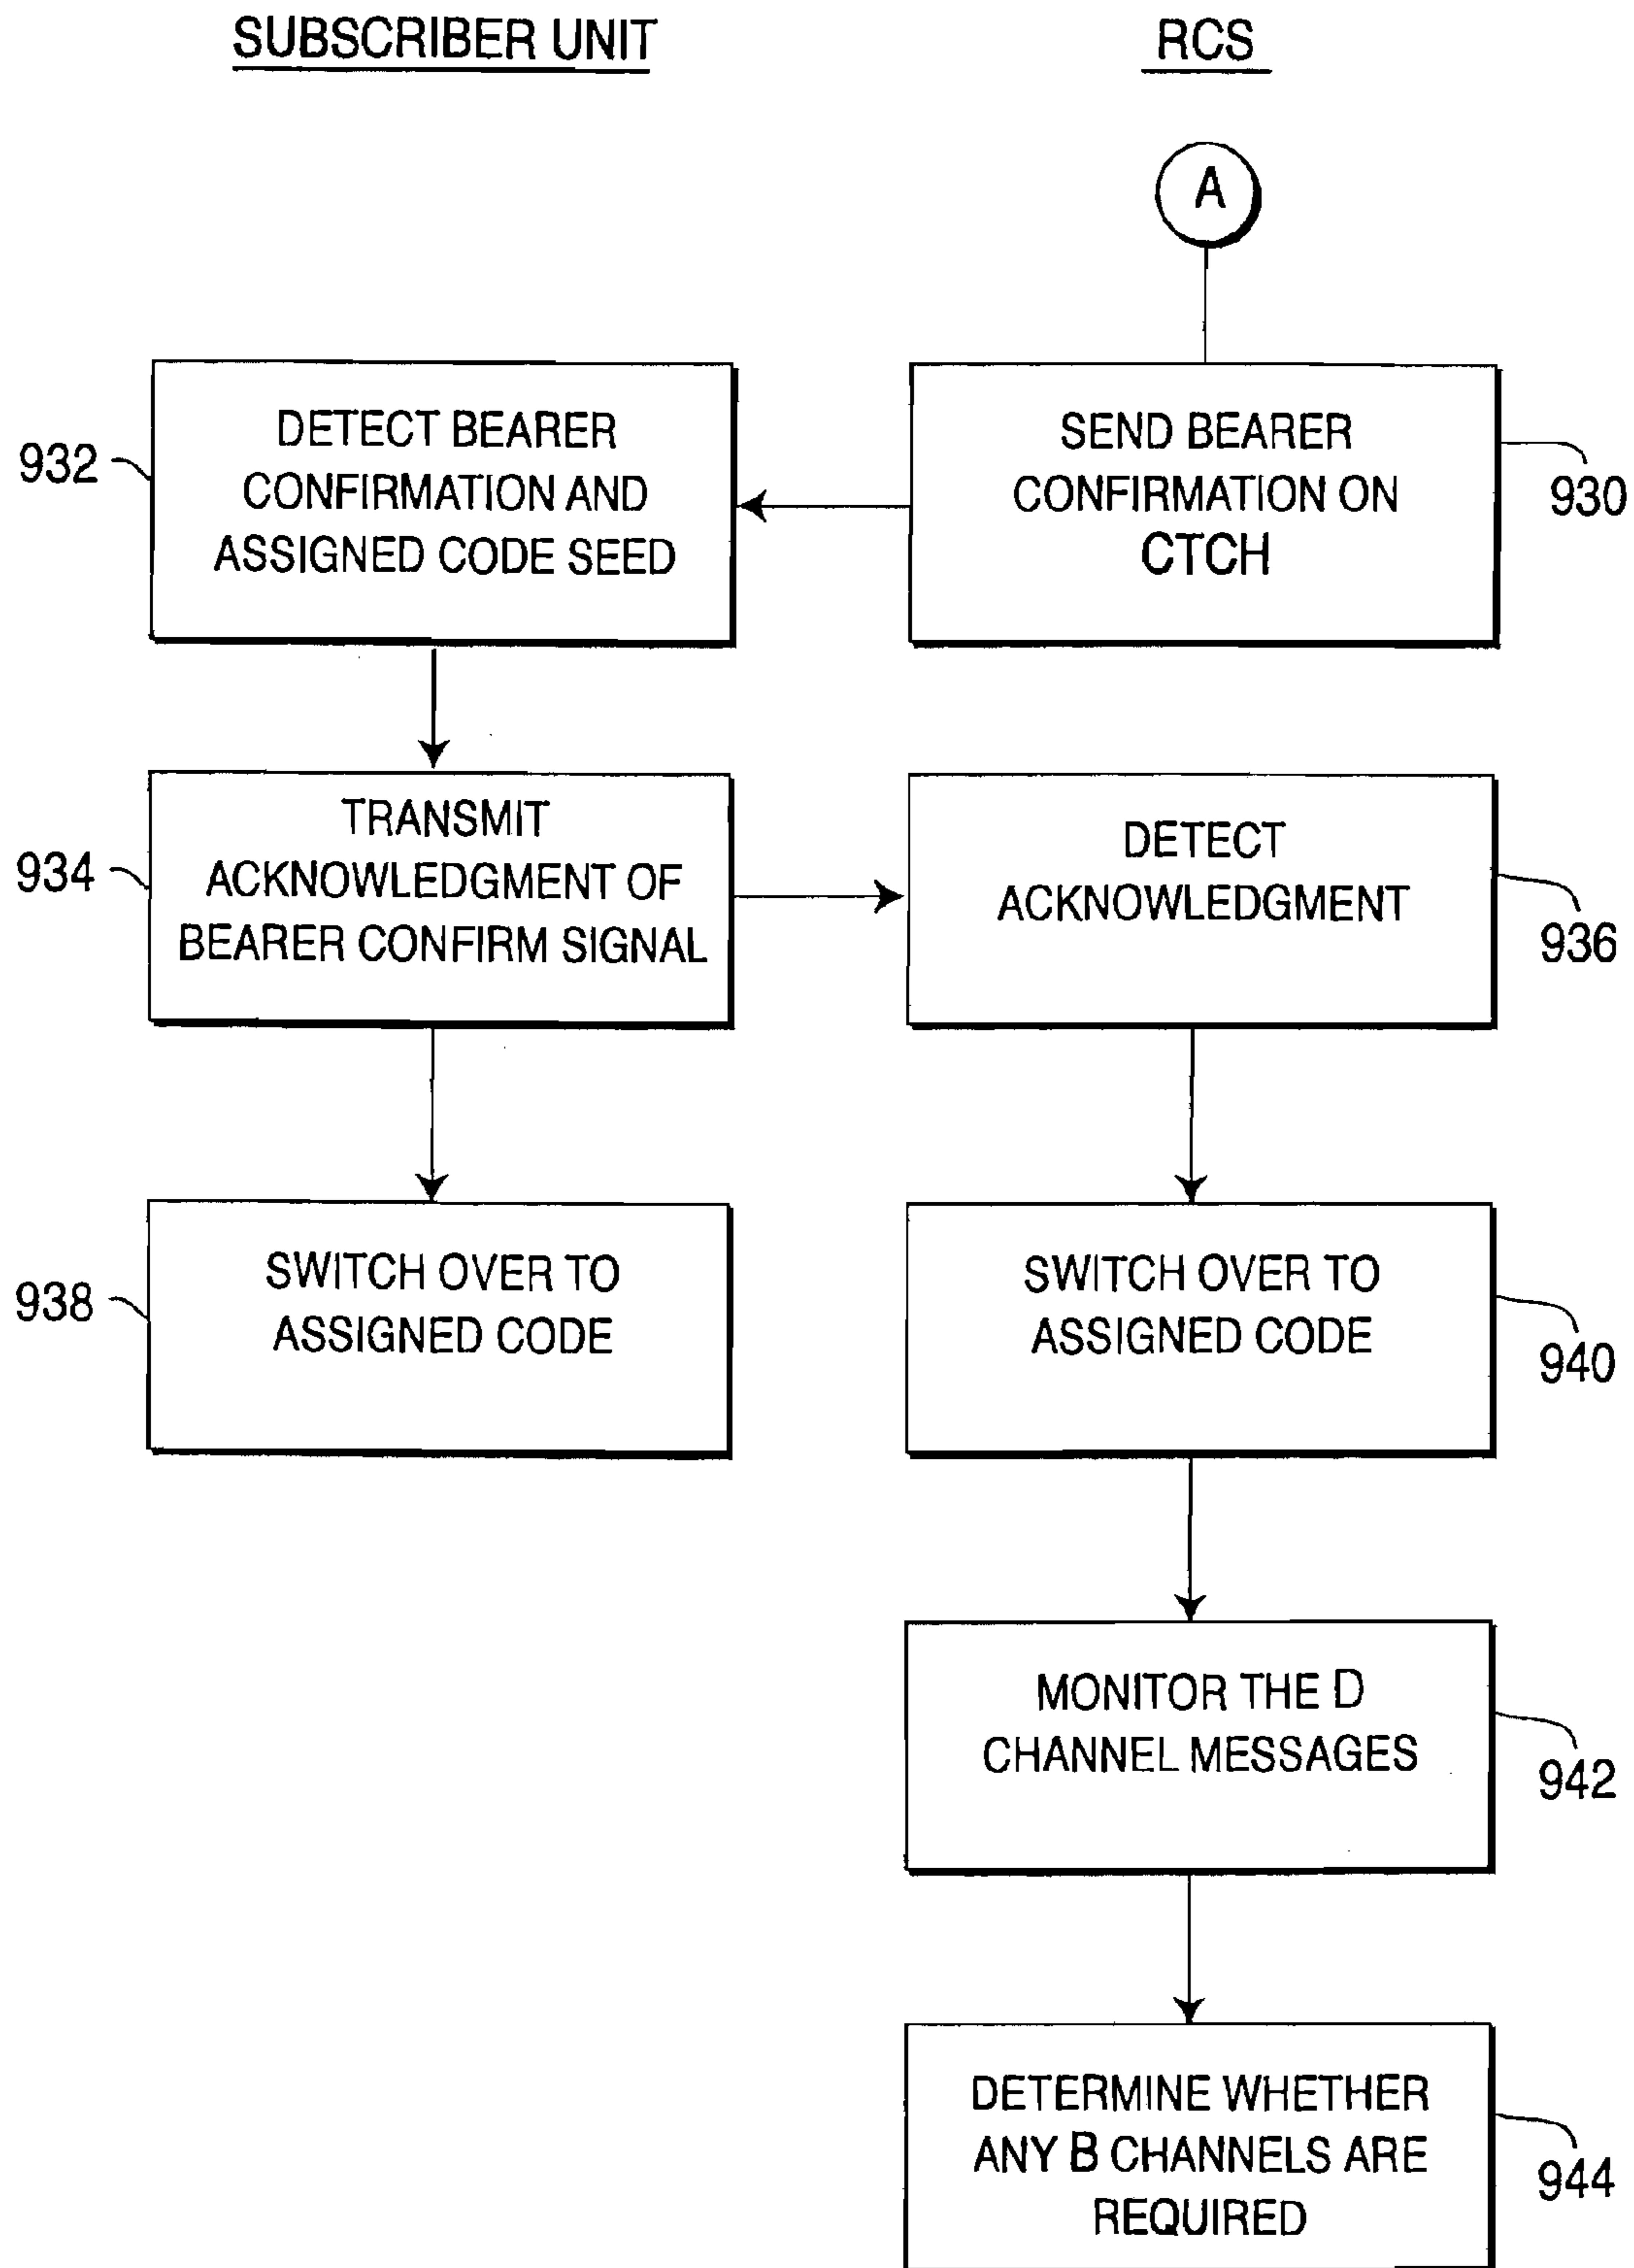 SUBSCRIBER UNIT
RCS
A
932
DETECT BEARER
CONFIRMATION AND
ASSIGNED CODE SEED
SEND BEARER
CONFIRMATION ON
CTCH
930
934
TRANSMIT
ACKNOWLEDGMENT OF
BEARER CONFIRM SIGNAL
DETECT
ACKNOWLEDGMENT
936
938
SWITCH OVER TO
ASSIGNED CODE
SWITCH OVER TO
ASSIGNED CODE
940
MONITOR THE D
CHANNEL MESSAGES
942
DETERMINE WHETHER
ANY B CHANNELS ARE
REQUIRED
944